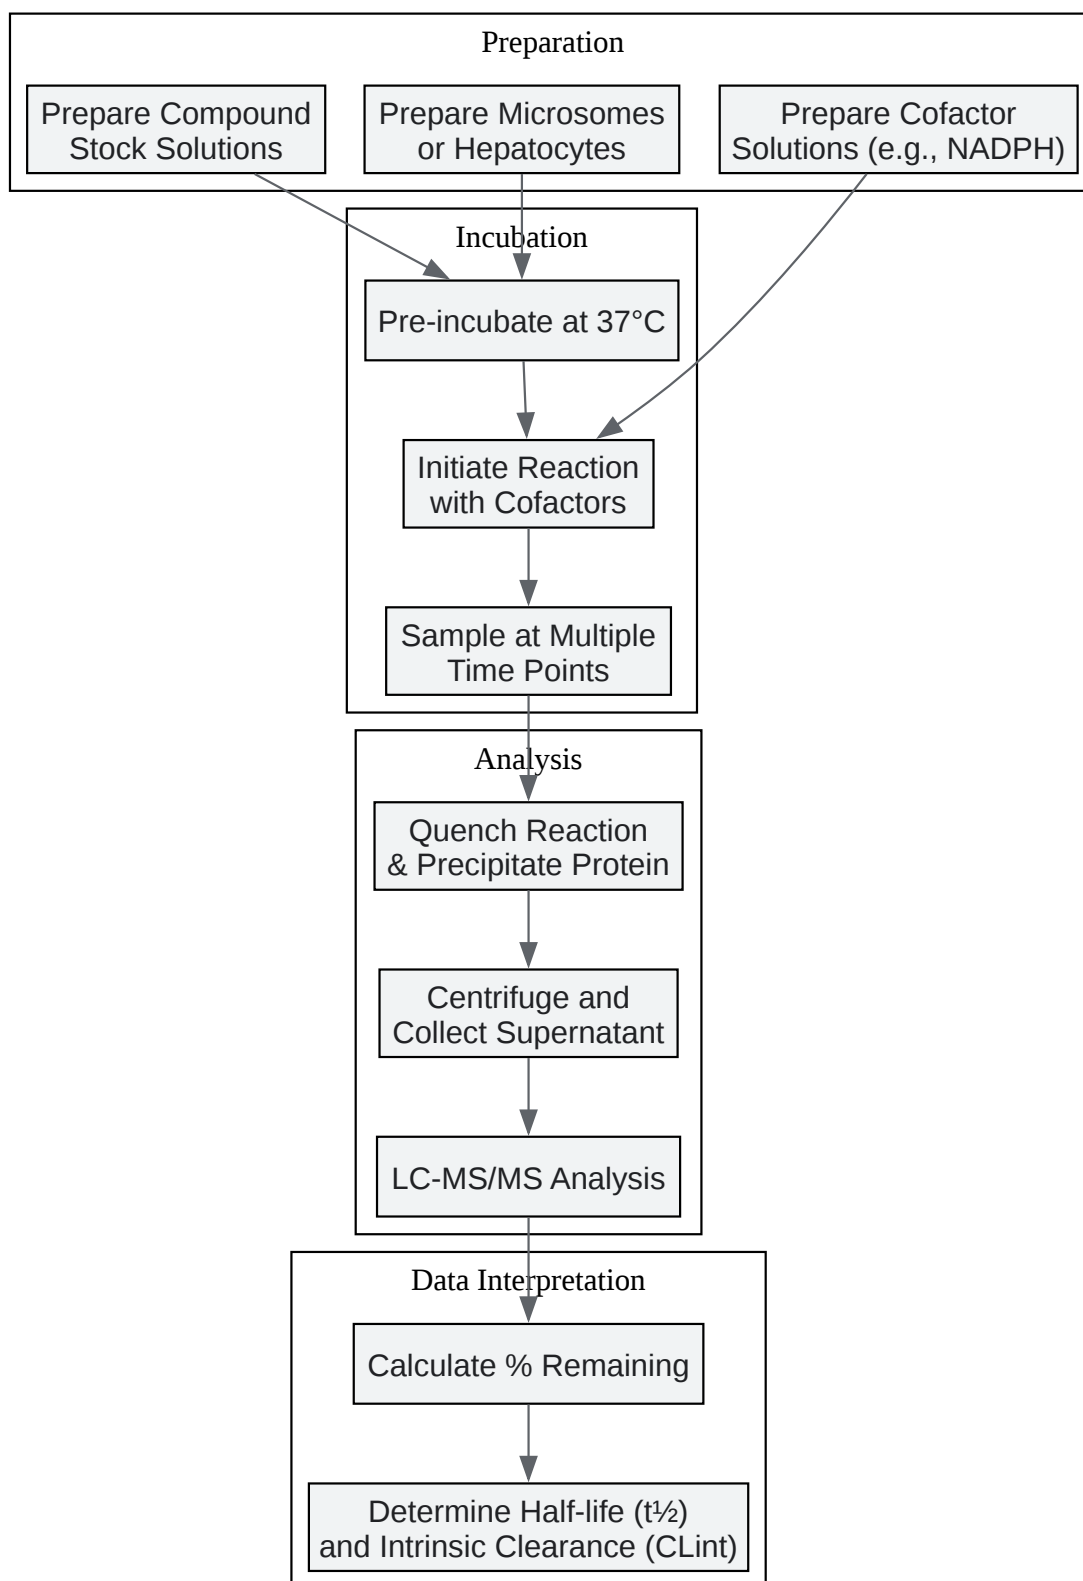 Preparation
Prepare Compound
Stock Solutions
Prepare Microsomes
or Hepatocytes
Prepare Cofactor
Solutions (e.g., NADPH)
Incubation
Pre-incubate at 37°C
Initiate Reaction
with Cofactors
Sample at Multiple
Time Points
Analysis
Quench Reaction
& Precipitate Protein
Centrifuge and
Collect Supernatant
LC-MS/MS Analysis
Data Interpretation
Calculate % Remaining
Determine Half-life (t½)
and Intrinsic Clearance (CLint)